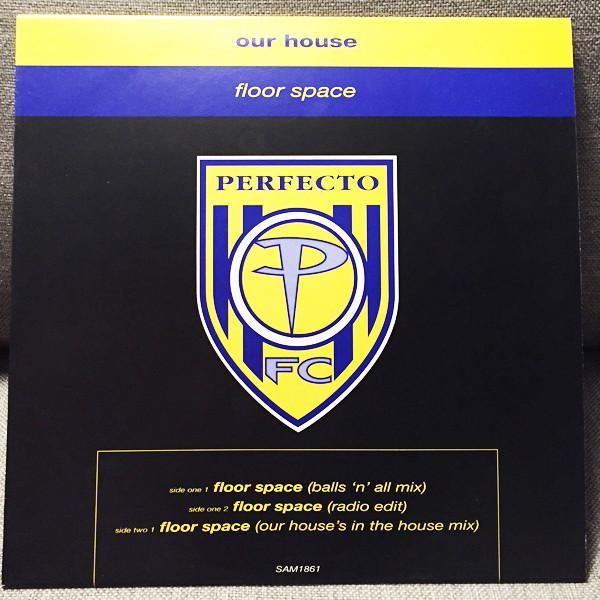 our house
floor space
PERFECTO
P
FC
side one 1 floor space (balls 'n' all mix)
side one 2 floor space (radio edit)
side two 1 floor space (our house's in the house mix)
SAM1861